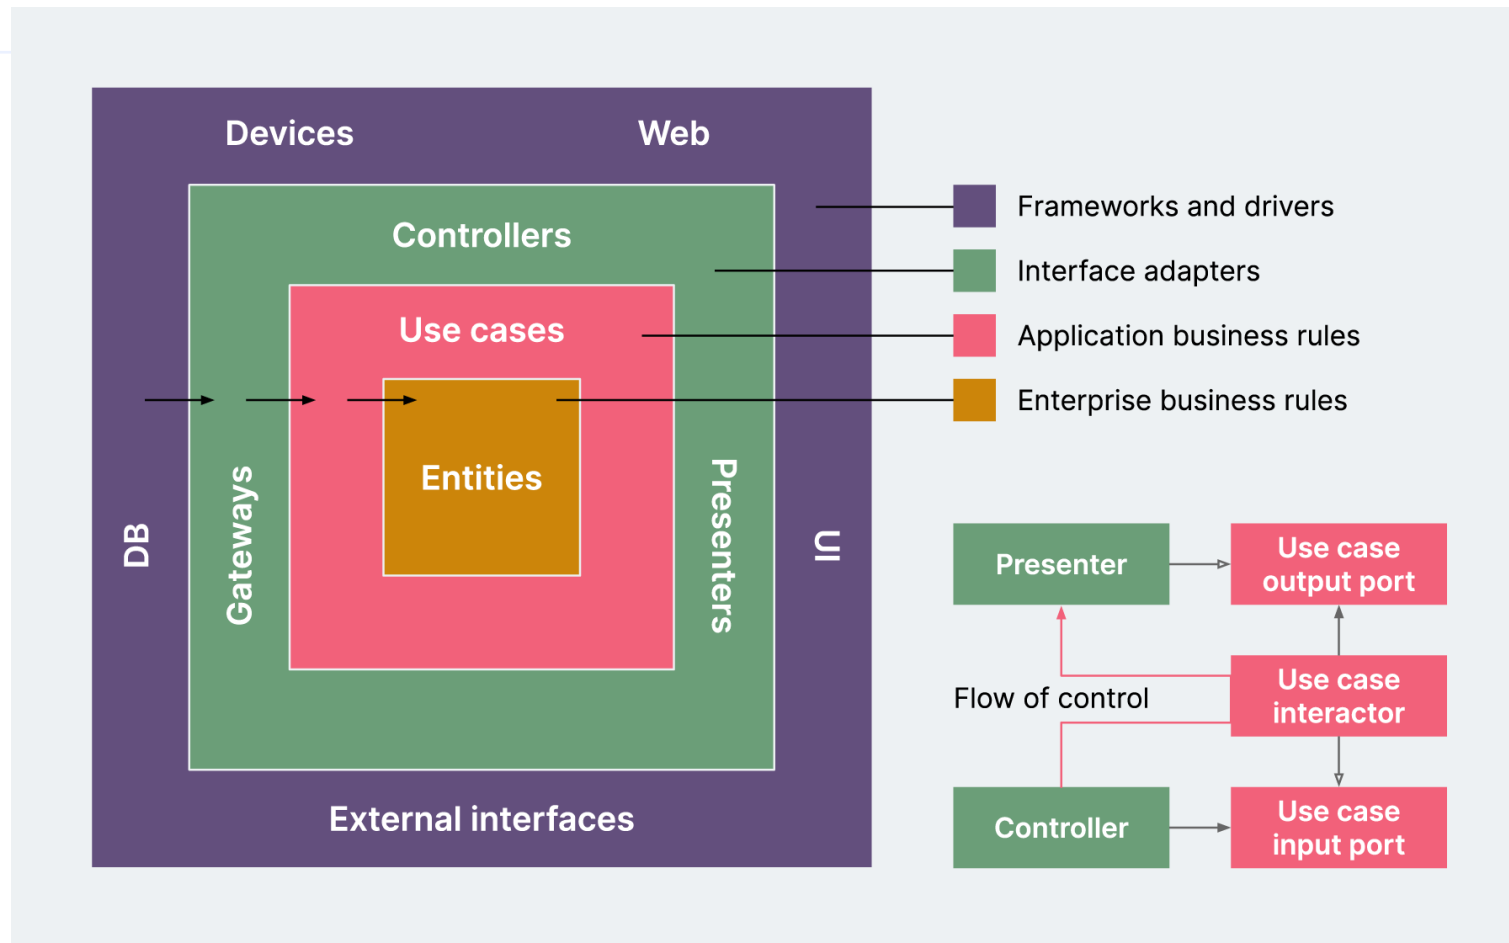 Devices
Web
Controllers
Use cases
Entities
DB
Gateways
Presenters
UI
External interfaces
Frameworks and drivers
Interface adapters
Application business rules
Enterprise business rules
Presenter
Use case
output port
Flow of control
Use case
interactor
Controller
Use case
input port